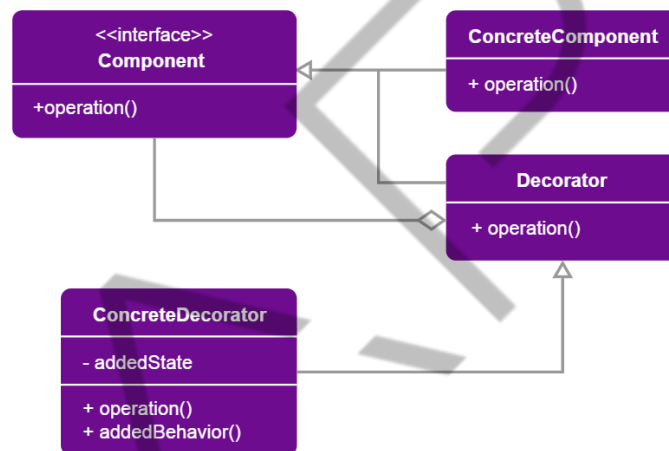 <<interface>>
Component
+operation()
ConcreteComponent
+ operation()
Decorator
+ operation()
ConcreteDecorator
- addedState
+ operation()
+ addedBehavior()